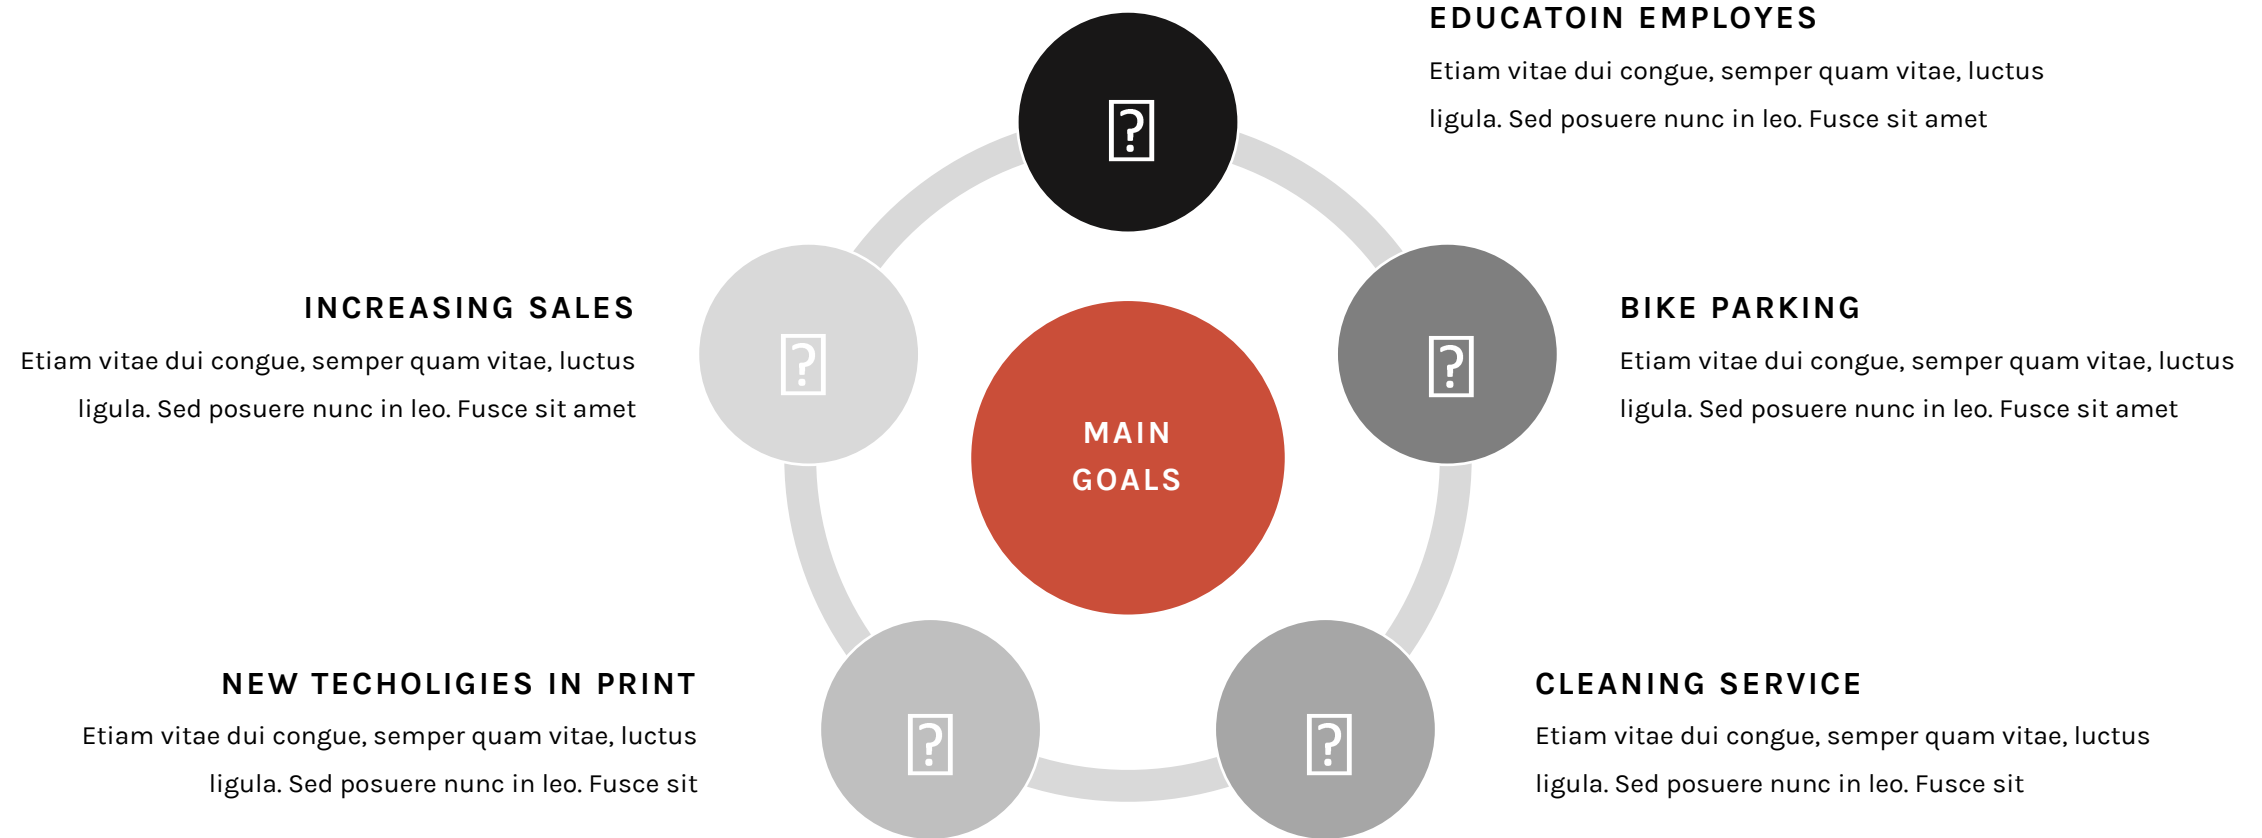 EDUCATOIN EMPLOYES
Etiam vitae dui congue, semper quam vitae, luctus
ligula. Sed posuere nunc in leo. Fusce sit amet
INCREASING SALES
Etiam vitae dui congue, semper quam vitae, luctus
ligula. Sed posuere nunc in leo. Fusce sit amet
BIKE PARKING
Etiam vitae dui congue, semper quam vitae, luctus
ligula. Sed posuere nunc in leo. Fusce sit amet
MAIN
GOALS
NEW TECHOLIGIES IN PRINT
Etiam vitae dui congue, semper quam vitae, luctus
ligula. Sed posuere nunc in leo. Fusce sit
CLEANING SERVICE
Etiam vitae dui congue, semper quam vitae, luctus
ligula. Sed posuere nunc in leo. Fusce sit